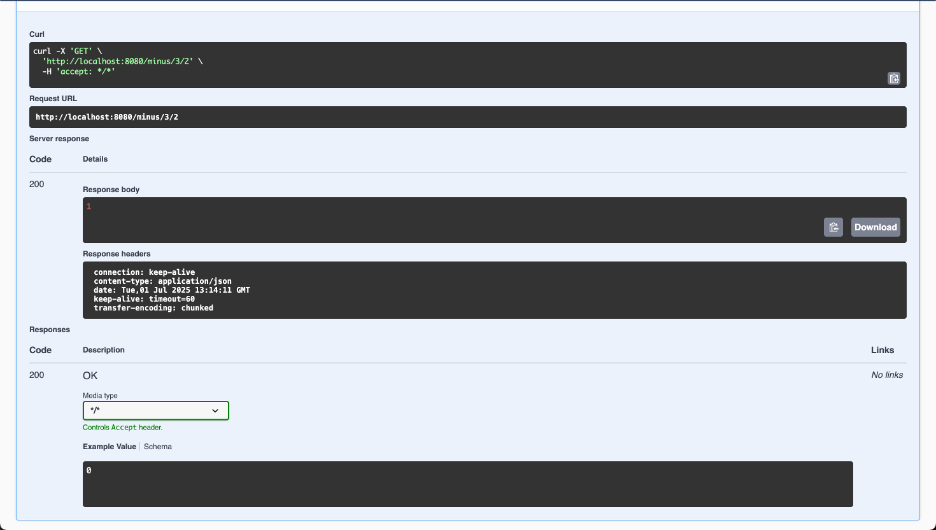 Curl
curl -X 'GET' \
'http://localhost:8080/minus/3/2' \
-H 'accept: */*'
Request URL
http://localhost:8080/minus/3/2
Server response
Code Details
200
Response body
1
Download
Response headers
connection: keep-alive
content-type: application/json
date: Tue,01 Jul 2025 13:14:11 GMT
keep-alive: timeout=60
transfer-encoding: chunked
Responses
Code Description Links
200 OK No links
Media type
*/*
Controls Accept header.
Example Value Schema
0